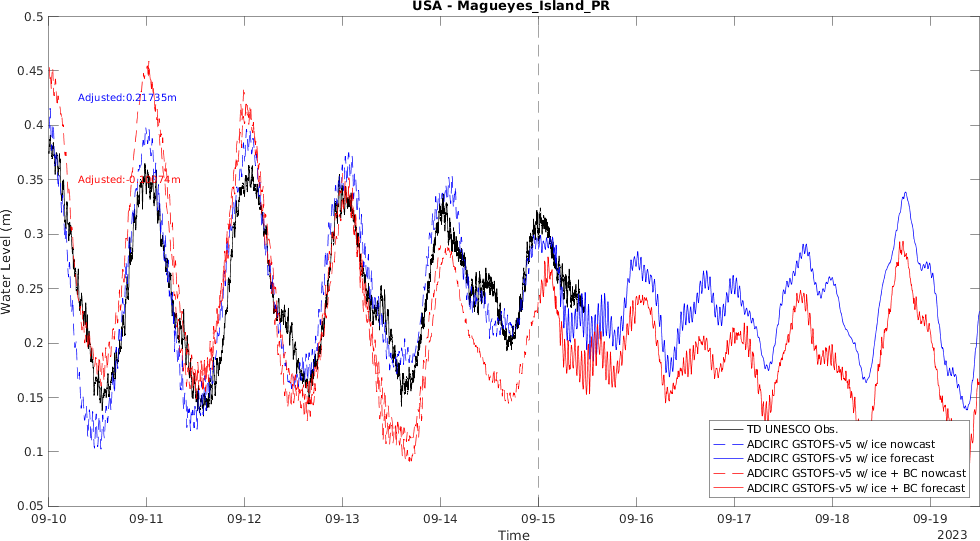 USA - Magueyes_Island_PR
0.5
0.45
Adjusted:0.21735m
0.4
0.35
0.3
0.25
0.2
0.15
0.1
0.05
Water Level (m)
TD UNESCO Obs.
ADCIRC GSTOFS-v5 w/ ice nowcast
ADCIRC GSTOFS-v5 w/ ice forecast
ADCIRC GSTOFS-v5 w/ ice + BC nowcast
ADCIRC GSTOFS-v5 w/ ice + BC forecast
09-10 09-11 09-12 09-13 09-14 09-15 09-16 09-17 09-18 09-19
Time
2023